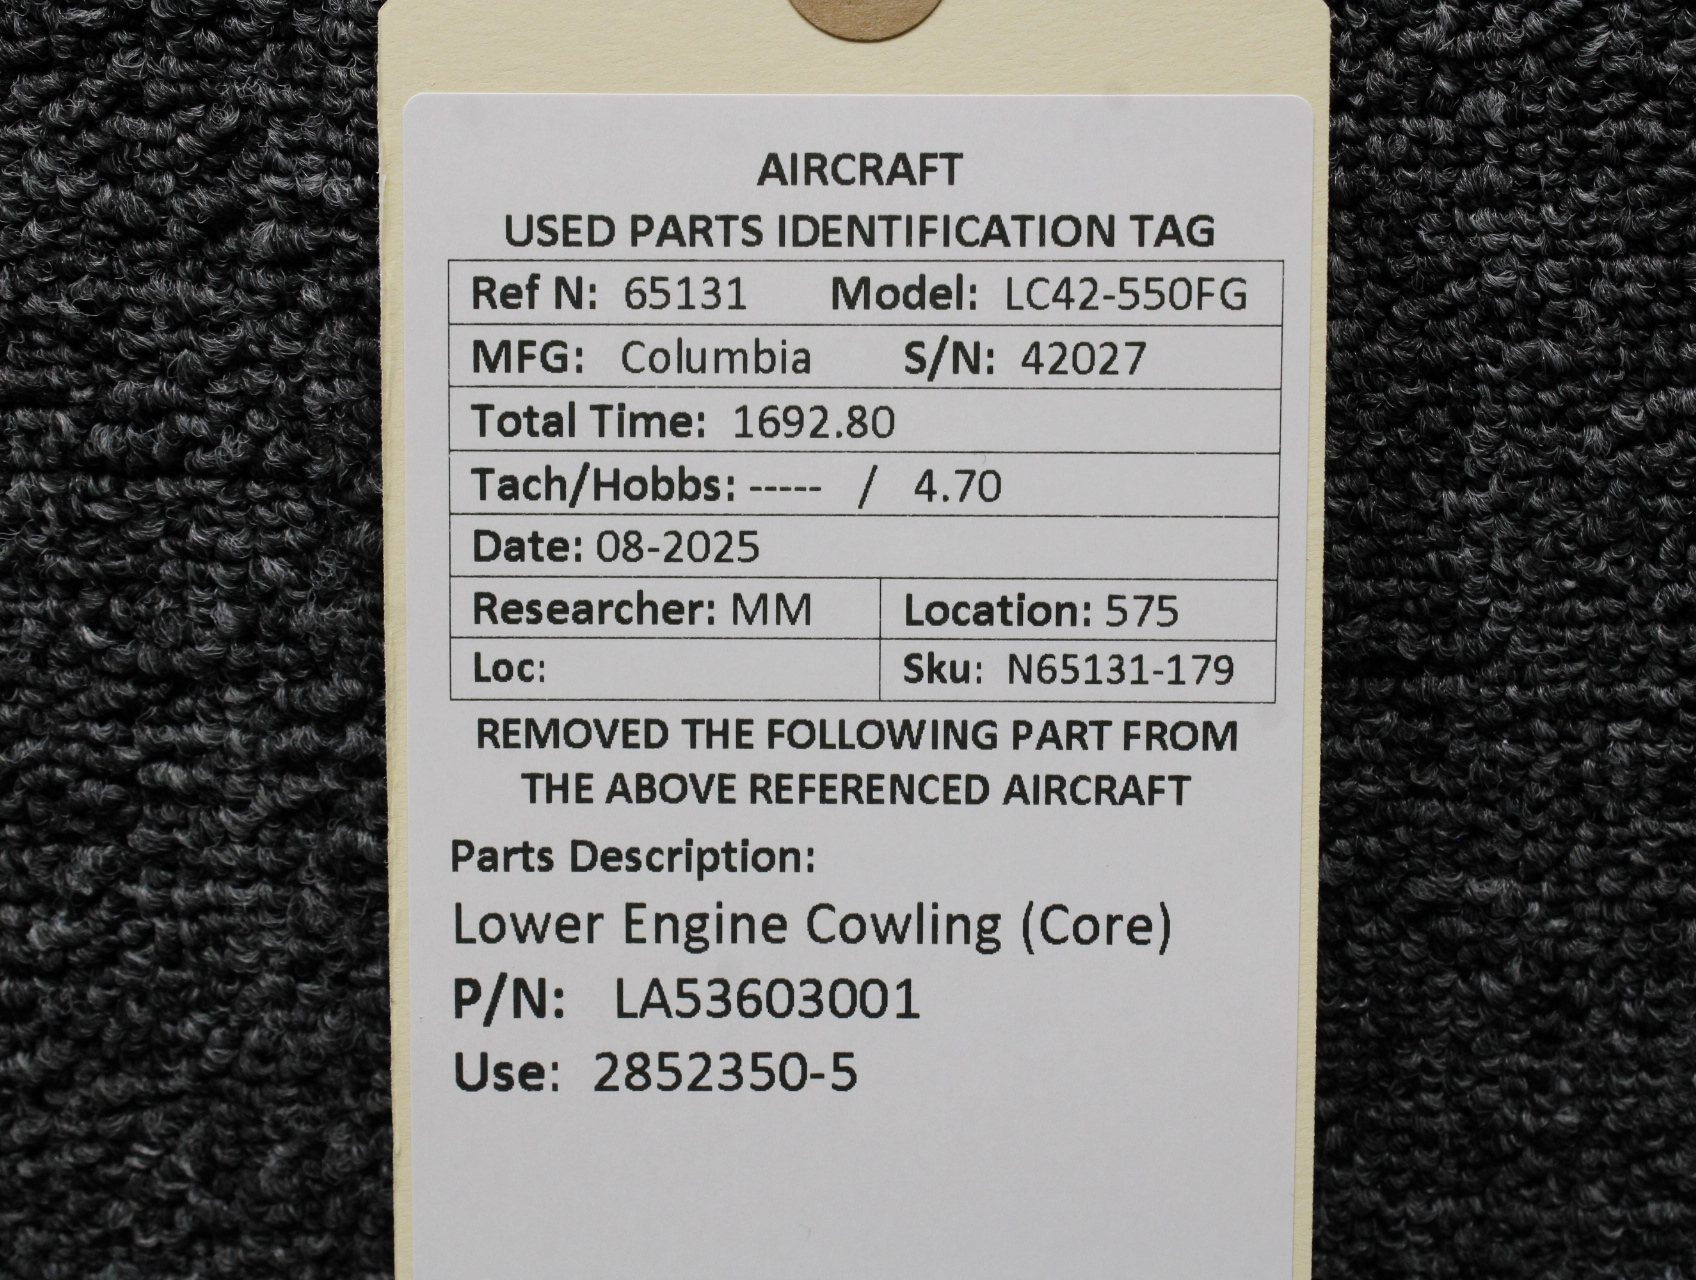 AIRCRAFT
USED PARTS IDENTIFICATION TAG
Ref N: 65131 Model: LC42-550FG
MFG: Columbia S/N: 42027
Total Time: 1692.80
Tach/Hobbs: ----- / 4.70
Date: 08-2025
Researcher: MM Location: 575
Loc: Sku: N65131-179
REMOVED THE FOLLOWING PART FROM
THE ABOVE REFERENCED AIRCRAFT
Parts Description:
Lower Engine Cowling (Core)
P/N: LA53603001
Use: 2852350-5